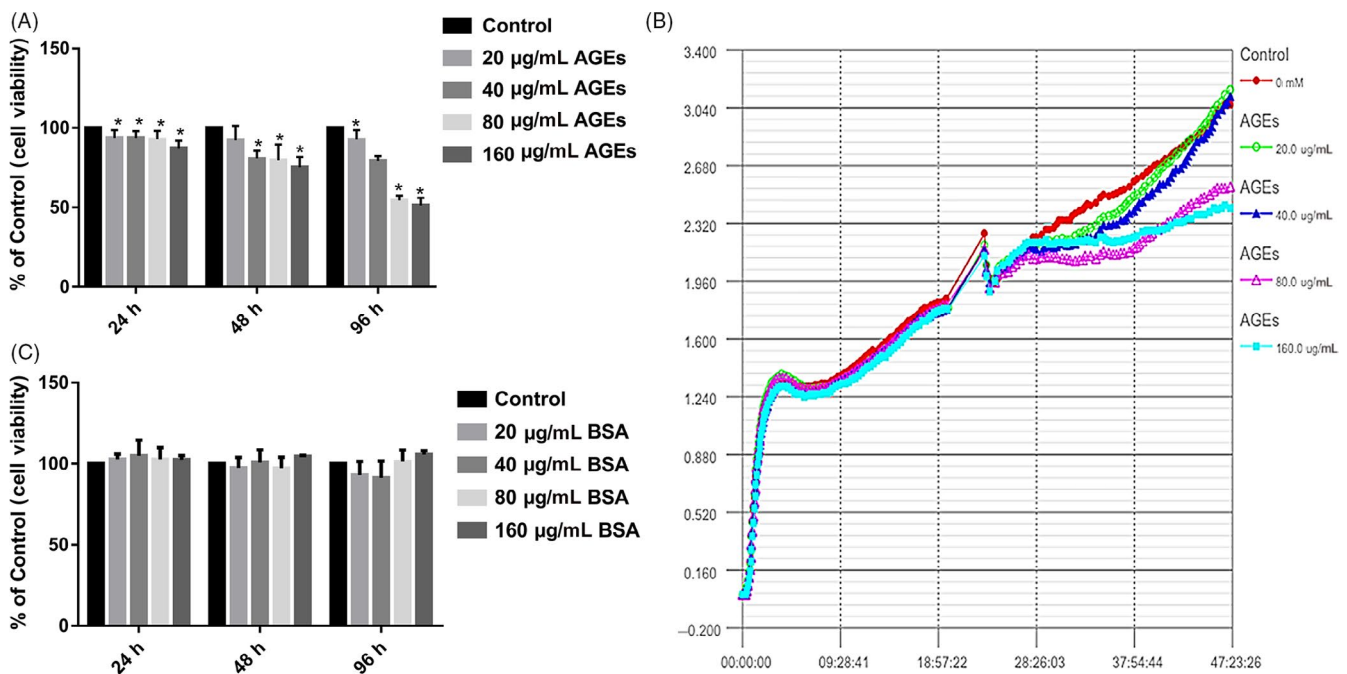 (A)
% of Control (cell viability)
150
100
50
0
* * * *
* * *
*
* *
24 h
48 h
96 h
Control
20 µg/mL AGEs
40 µg/mL AGEs
80 µg/mL AGEs
160 µg/mL AGEs
(B)
3.400
3.040
2.680
2.320
1.960
1.600
1.240
0.880
0.520
0.160
−0.200
00:00:00
09:28:41
18:57:22
28:26:03
37:54:44
47:23:26
Control
0 mM
AGEs
20.0 ug/mL
AGEs
40.0 ug/mL
AGEs
80.0 ug/mL
AGEs
160.0 ug/mL
(C)
% of Control (cell viability)
150
100
50
0
24 h
48 h
96 h
Control
20 µg/mL BSA
40 µg/mL BSA
80 µg/mL BSA
160 µg/mL BSA